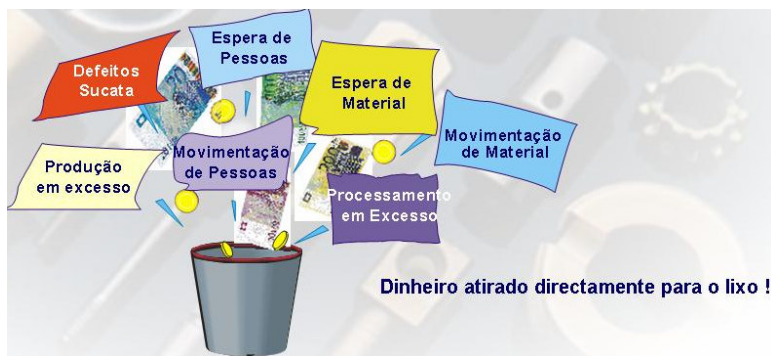 Defeitos
Sucata
Espera de
Pessoas
Espera de
Material
Movimentação
de Material
Produção
em excesso
Movimentação
de Pessoas
Processamento
em Excesso
Dinheiro atirado directamente para o lixo !